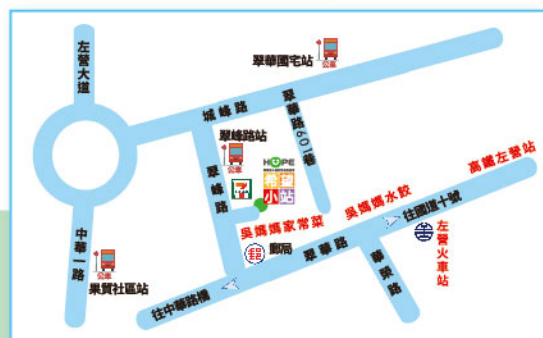 左營大道
翠華國宅站
公車
城峰路
翠華路601巷
翠峰路站
公車
HOPE
希望
小站
翠峰路
7
吳媽媽家常菜
吳媽媽水餃
高鐵左營站
往國道十號
左營火車站
郵
郵局
翠華路
華榮路
中華一路
公車
果貿社區站
往中華路橋